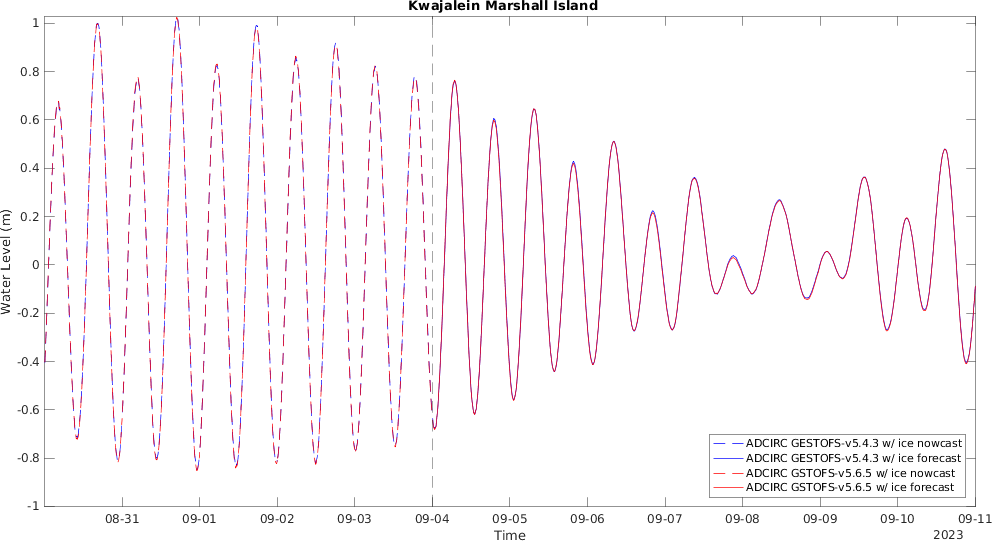 Kwajalein Marshall Island
Water Level (m)
1
0.8
0.6
0.4
0.2
0
-0.2
-0.4
-0.6
-0.8
-1
ADCIRC GESTOFS-v5.4.3 w/ ice nowcast
ADCIRC GESTOFS-v5.4.3 w/ ice forecast
ADCIRC GSTOFS-v5.6.5 w/ ice nowcast
ADCIRC GSTOFS-v5.6.5 w/ ice forecast
08-31 09-01 09-02 09-03 09-04 09-05 09-06 09-07 09-08 09-09 09-10 09-11
Time
2023